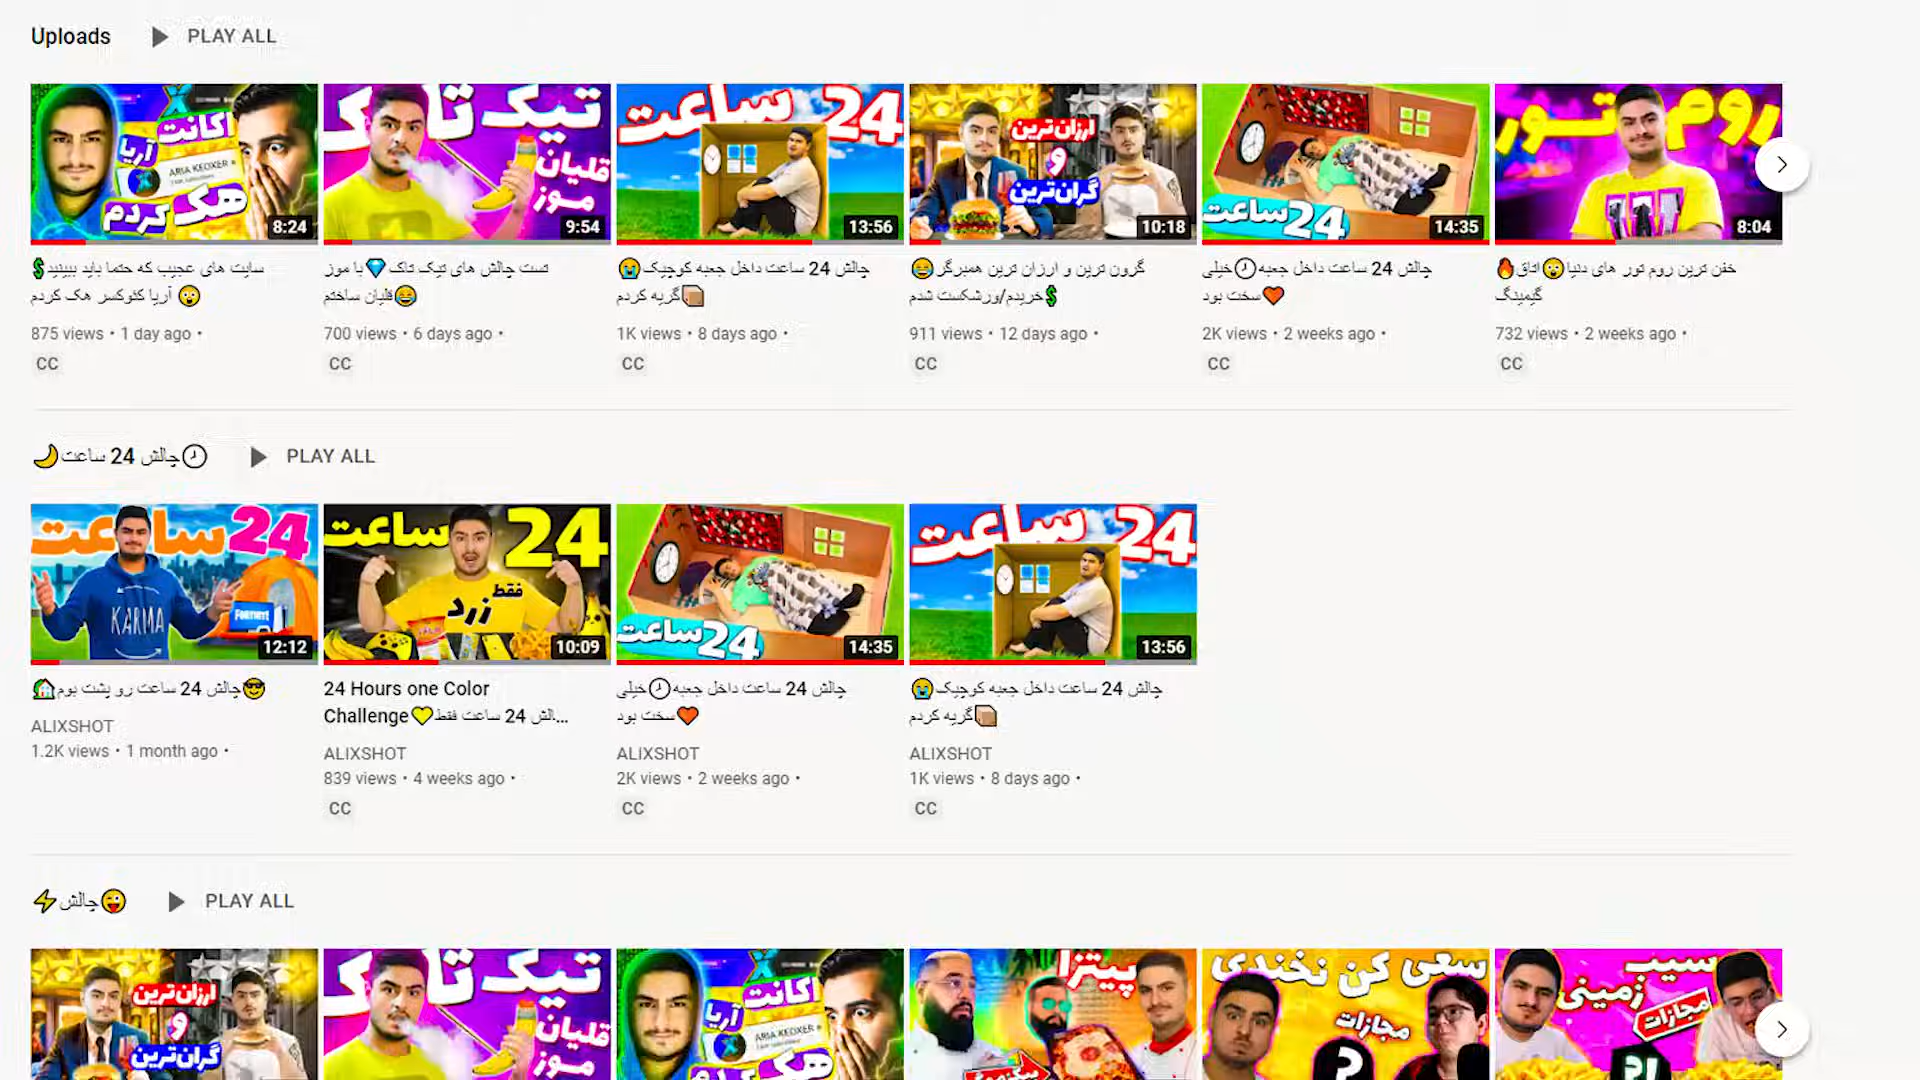 Uploads PLAY ALL
اکانت
آریا
ARIA KEOXER
هک کردم
8:24
تیک تاک
قلیان
موز
9:54
24 ساعت
13:56
ارزان‌ترین
و
گران‌ترین
10:18
24 ساعت
14:35
روم تور
8:04
سایت های عجیب که حتما باید ببینید💲
آریا کئوکسر هک کردم 😲
875 views • 1 day ago •
CC
تست چالش های تیک تاک💎با موز
قلیان ساختم😂
700 views • 6 days ago •
CC
چالش 24 ساعت داخل جعبه کوچیک😭
گریه کردم📦
1K views • 8 days ago •
CC
گرون ترین و ارزان ترین همبرگر😂
خریدم/ورشکست شدم💲
911 views • 12 days ago •
CC
چالش 24 ساعت داخل جعبه🕗خیلی
سخت بود🧡
2K views • 2 weeks ago •
CC
خفن ترین روم تور های دنیا😲اتاق🔥
گیمینگ
732 views • 2 weeks ago •
CC
🕗چالش 24 ساعت🌙 PLAY ALL
24 ساعت
KARMA
FORTNITE
12:12
24 ساعت
فقط
زرد
10:09
24 ساعت
14:35
24 ساعت
13:56
😎چالش 24 ساعت رو پشت بوم🏡
ALIXSHOT
1.2K views • 1 month ago •
24 Hours one Color
Challenge💛الش 24 ساعت فقط...
ALIXSHOT
839 views • 4 weeks ago •
CC
چالش 24 ساعت داخل جعبه🕗خیلی
سخت بود🧡
ALIXSHOT
2K views • 2 weeks ago •
CC
چالش 24 ساعت داخل جعبه کوچیک😭
گریه کردم📦
ALIXSHOT
1K views • 8 days ago •
CC
😜چالش⚡ PLAY ALL
ارزان‌ترین
و
گران‌ترین
تیک تاک
قلیان
موز
اکانت
آریا
ARIA KEOXER
هک کردم
پیتزا
سعی کن نخندی
مجازات
?
سیب
زمینی
مجازات
?!